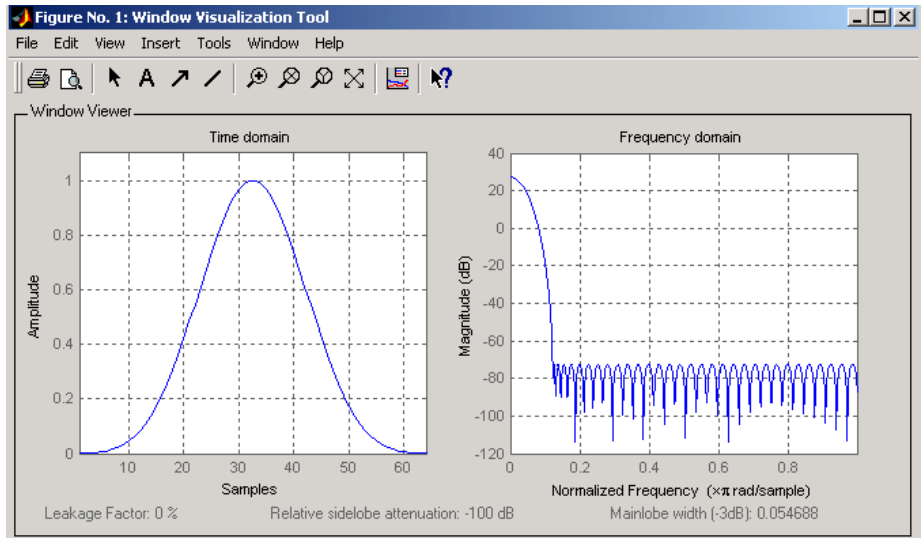 Figure No. 1: Window Visualization Tool
File Edit View Insert Tools Window Help
A
Window Viewer
Time domain
Frequency domain
Amplitude
1
0.8
0.6
0.4
0.2
0
10 20 30 40 50 60
Samples
Magnitude (dB)
40
20
0
-20
-40
-60
-80
-100
-120
0 0.2 0.4 0.6 0.8
Normalized Frequency (×π rad/sample)
Leakage Factor: 0 % Relative sidelobe attenuation: -100 dB Mainlobe width (-3dB): 0.054688